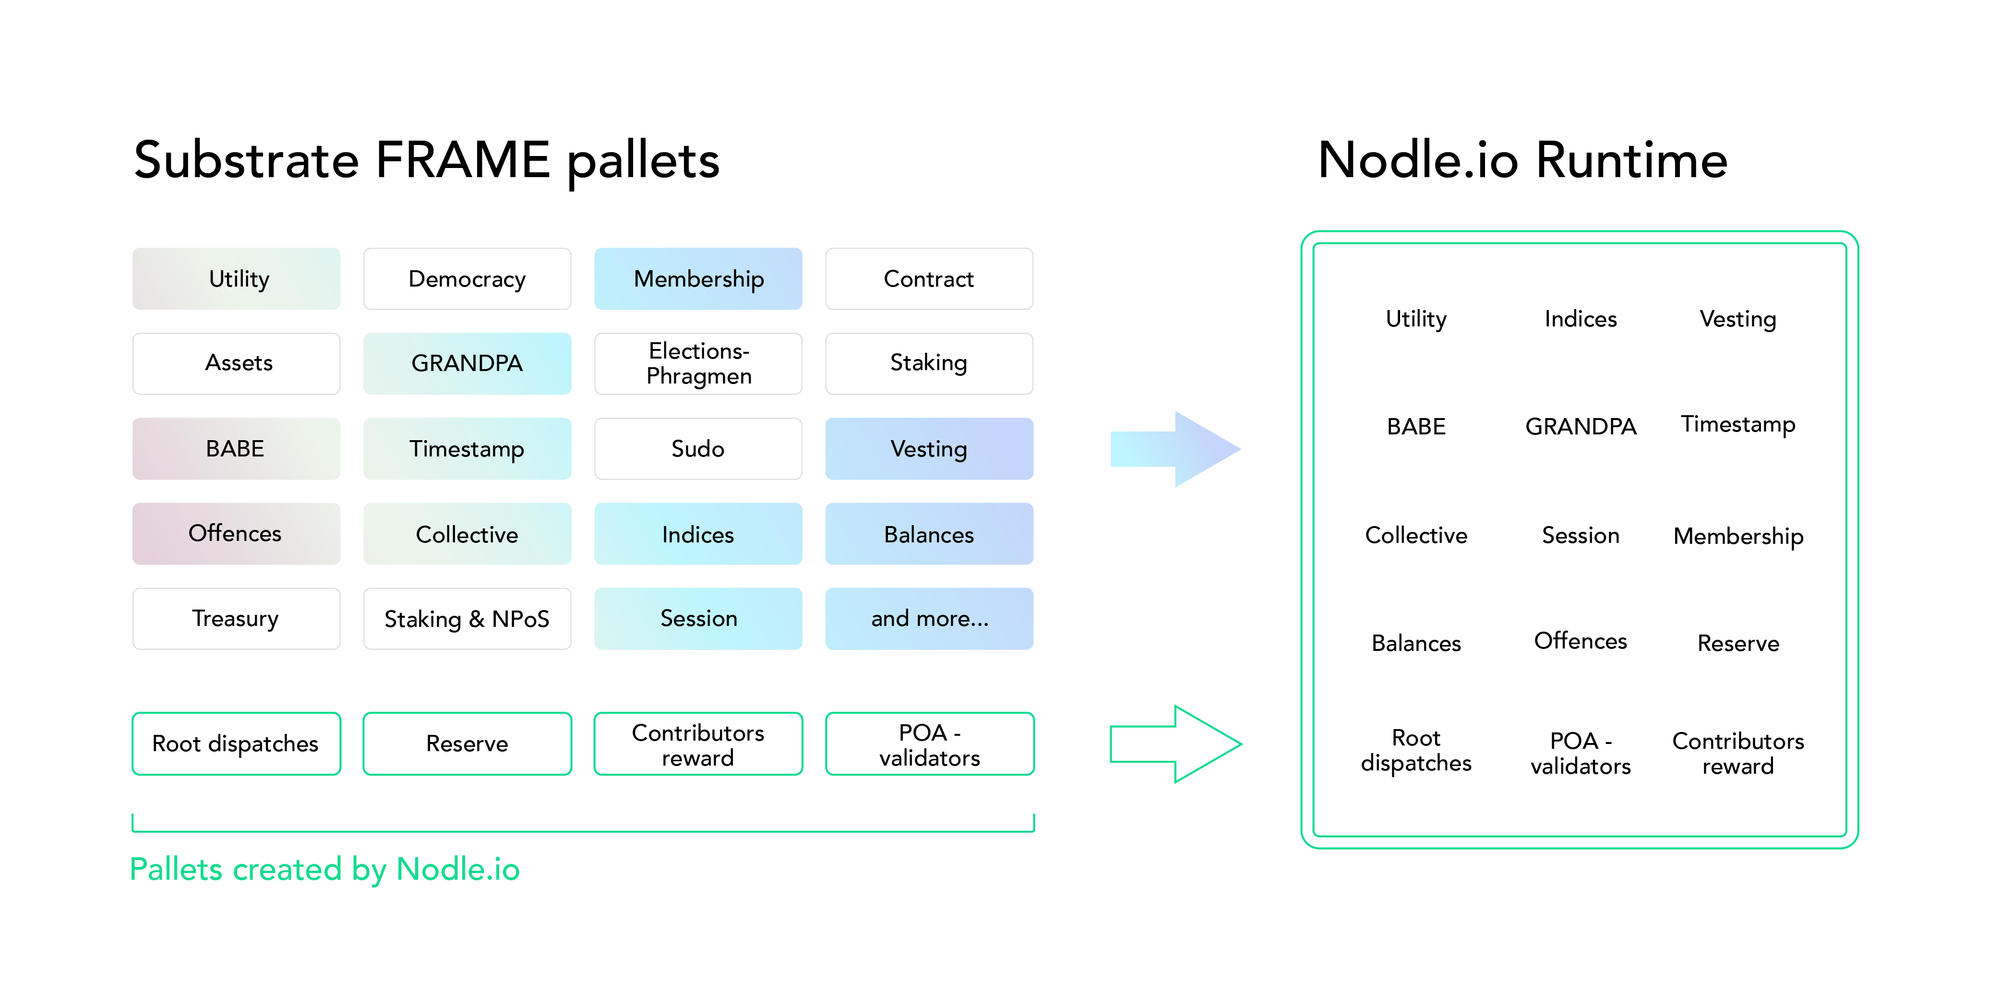 Substrate FRAME pallets
Utility
Democracy
Membership
Contract
Assets
GRANDPA
Elections-
Phragmen
Staking
BABE
Timestamp
Sudo
Vesting
Offences
Collective
Indices
Balances
Treasury
Staking & NPoS
Session
and more...
Root dispatches
Reserve
Contributors
reward
POA -
validators
Pallets created by Nodle.io
Nodle.io Runtime
Utility
Indices
Vesting
BABE
GRANDPA
Timestamp
Collective
Session
Membership
Balances
Offences
Reserve
Root
dispatches
POA -
validators
Contributors
reward